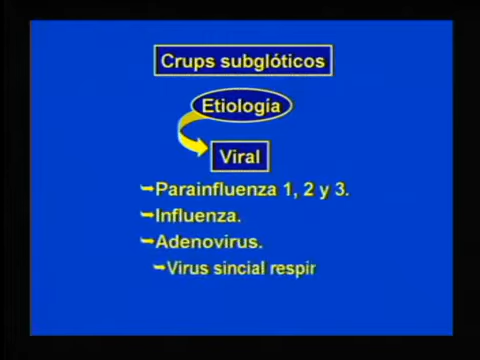 Crups subglóticos
Etiología
Viral
➥Parainfluenza 1, 2 y 3.
➥Influenza.
➥Adenovirus.
➥Virus sincial respir